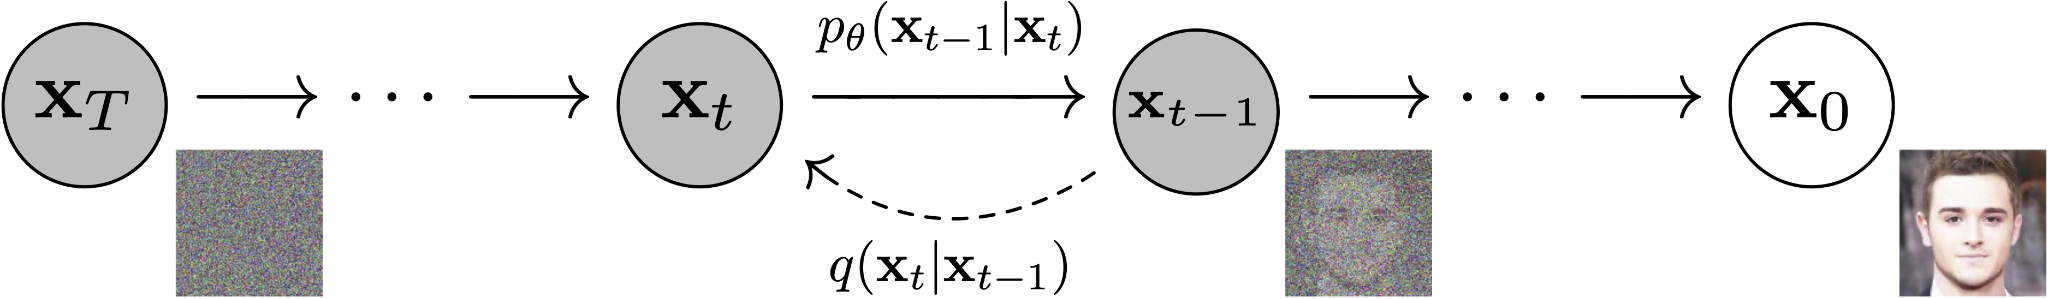 p_θ(x_{t−1}|x_t)
x_T ⟶ ··· ⟶ x_t ⟶ x_{t−1} ⟶ ··· ⟶ x_0
q(x_t|x_{t−1})